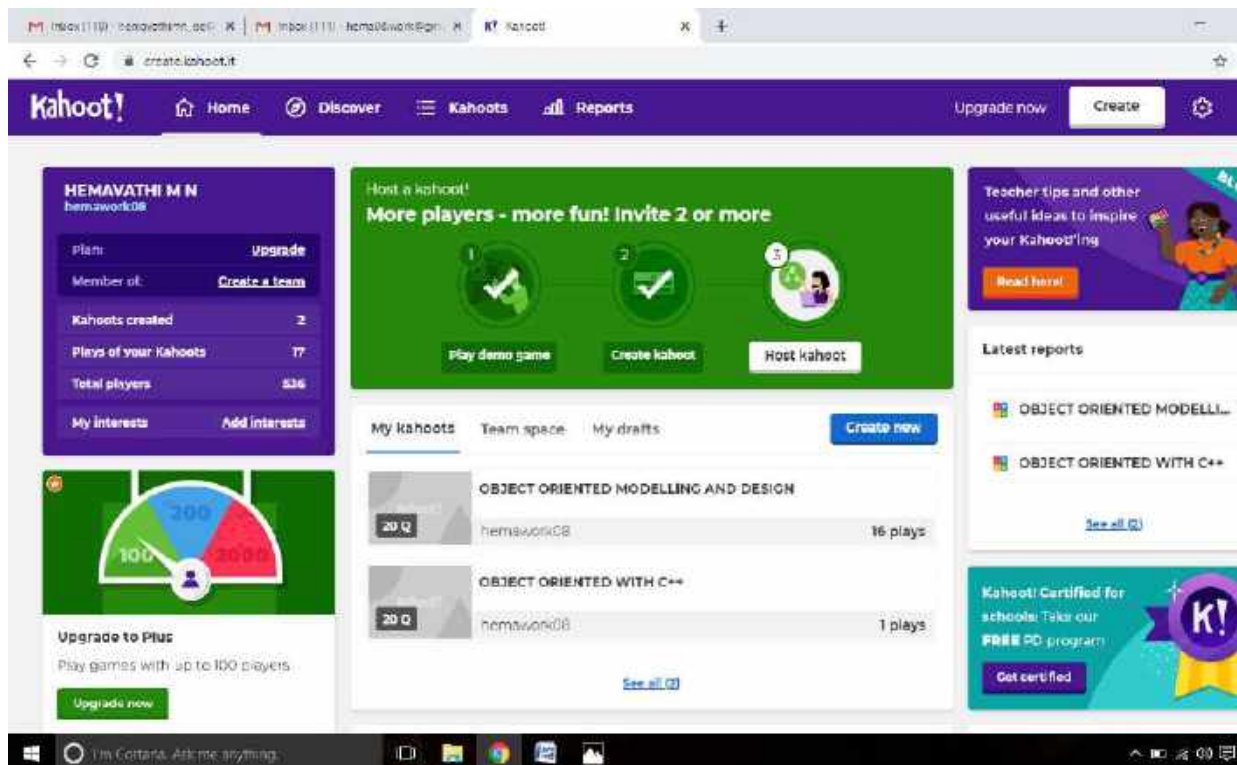 Kahoot
create.kahoot.it
Kahoot!
Home
Discover
Kahoots
Reports
Upgrade now
Create
HEMAVATHI M N
hemawork08
Plan:
Upgrade
Member of:
Create a team
Kahoots created
2
Plays of your Kahoots
17
Total players
536
My interests
Add interests
100
200
2000
Upgrade to Plus
Play games with up to 100 players
Upgrade now
Host a kahoot!
More players - more fun! Invite 2 or more
1
2
3
Play demo game
Create kahoot
Host kahoot
My kahoots
Team space
My drafts
Create new
20 Q
OBJECT ORIENTED MODELLING AND DESIGN
hemawork08
16 plays
20 Q
OBJECT ORIENTED WITH C++
hemawork08
1 plays
See all (2)
Teacher tips and other
useful ideas to inspire
your Kahoot!'ing
Read here!
Latest reports
OBJECT ORIENTED MODELLI...
OBJECT ORIENTED WITH C++
See all (2)
Kahoot! Certified for
schools: Take our
FREE PD program
Get certified
K!
I'm Cortana. Ask me anything.